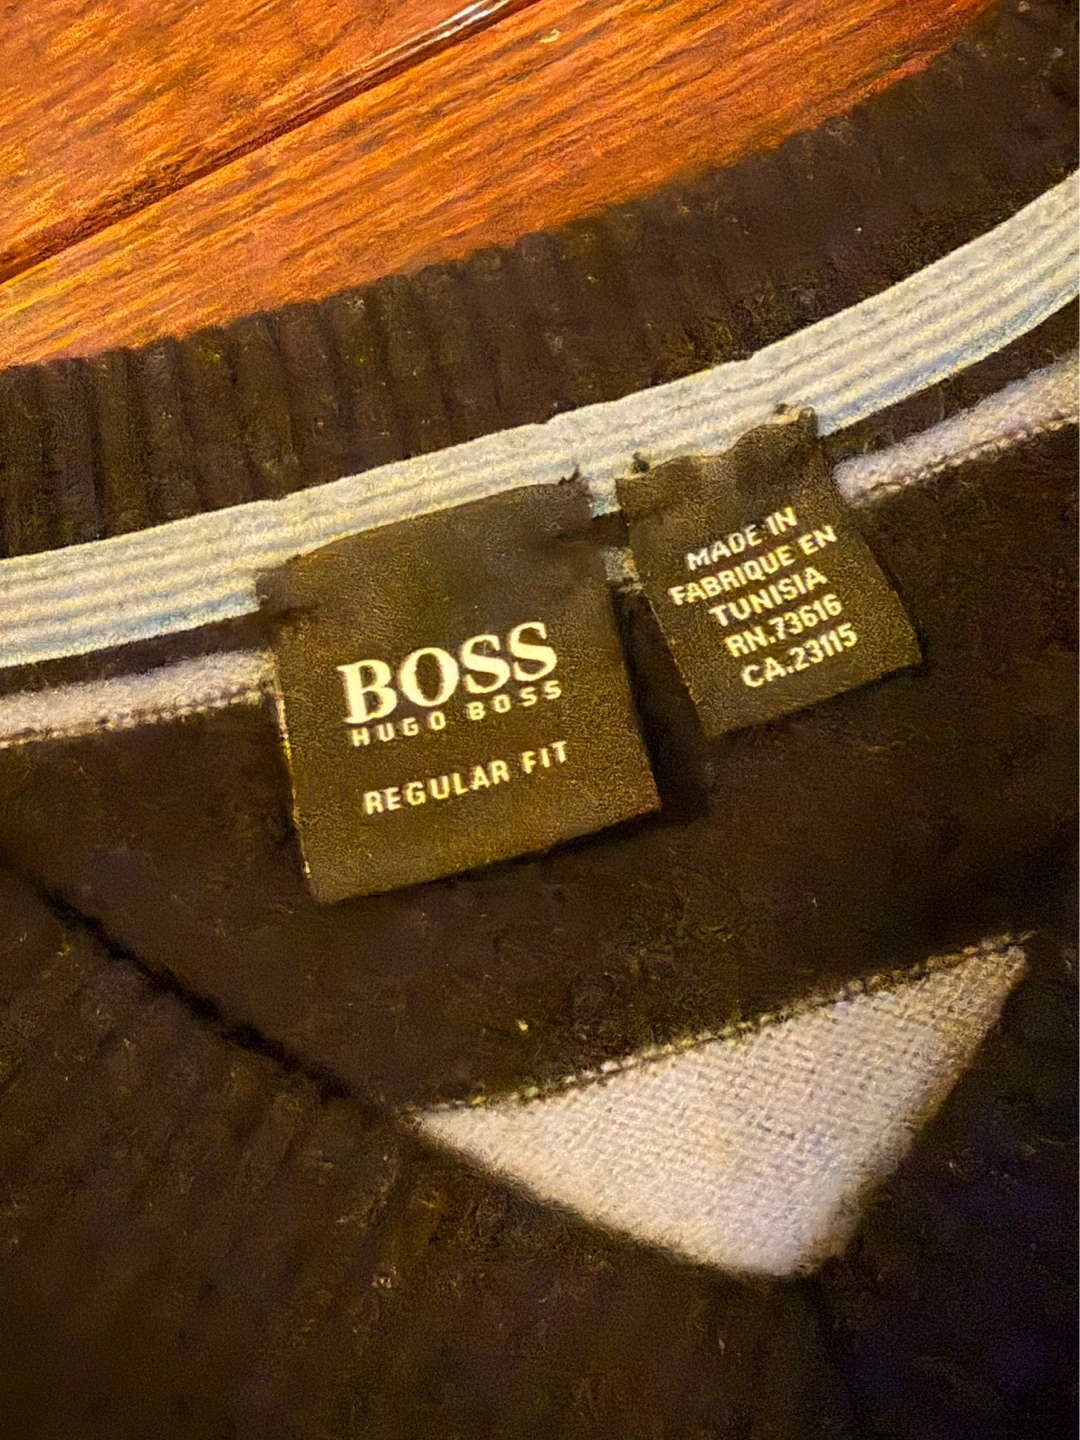 BOSS
HUGO BOSS
REGULAR FIT
MADE IN
FABRIQUE EN
TUNISIA
RN.73616
CA.23115